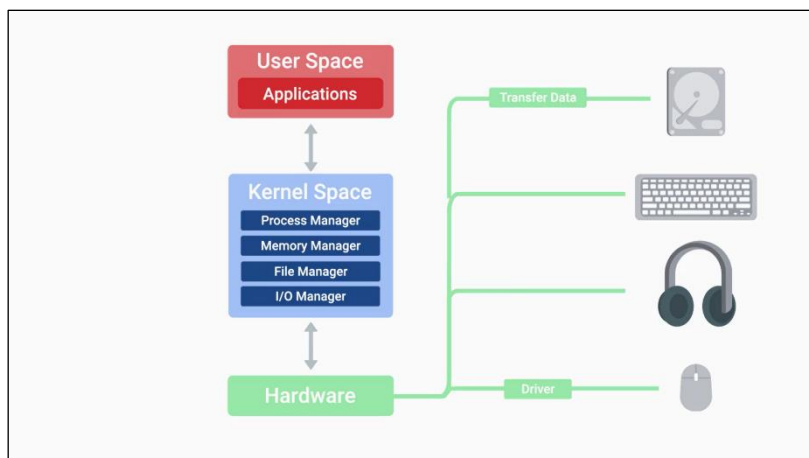 User Space
Applications
Transfer Data
Kernel Space
Process Manager
Memory Manager
File Manager
I/O Manager
Hardware
Driver